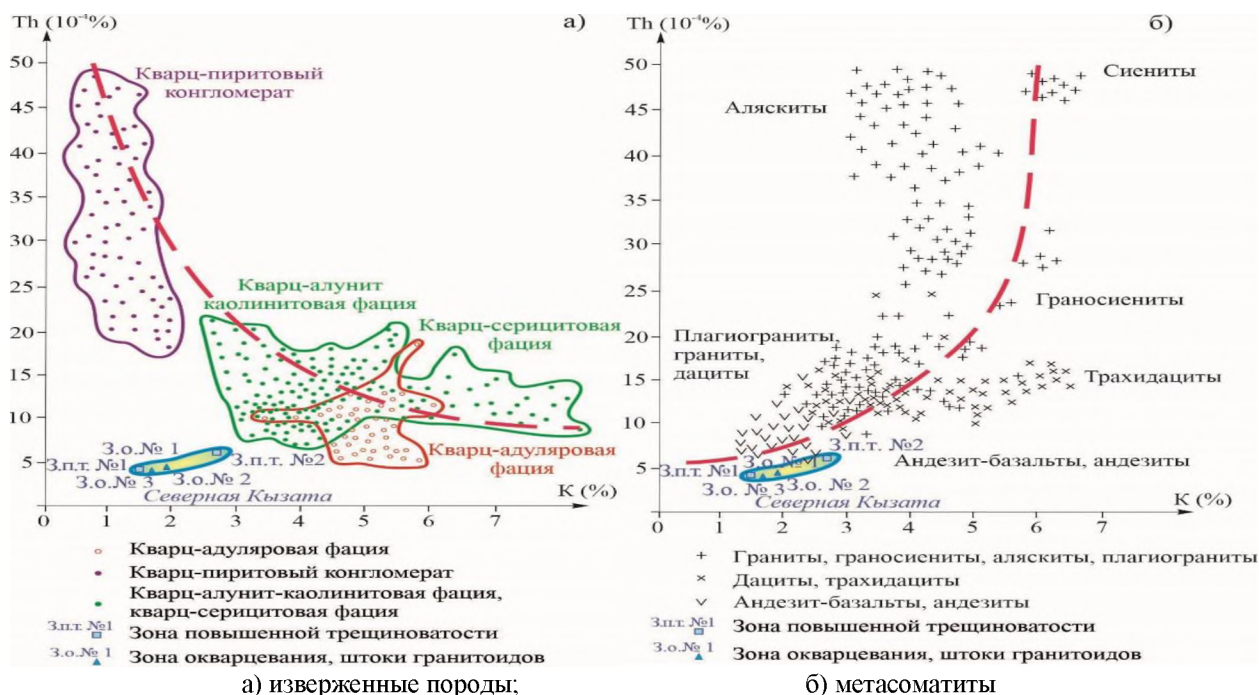 Th (10⁻⁴%)
а)
50
45
40
35
30
25
20
15
10
5
0
1
2
3
4
5
6
7
K (%)
Кварц-пиритовый
конгломерат
Кварц-алунит
каолинитовая фация
Кварц-серицитовая
фация
Кварц-адуляровая
фация
З.о.№ 1
З.п.т. №1
З.п.т. №2
З.о.№ 3
З.о.№ 2
Северная Кызата
Кварц-адуляровая фация
Кварц-пиритовый конгломерат
Кварц-алунит-каолинитовая фация,
кварц-серицитовая фация
З.п.т №1
Зона повышенной трещиноватости
З.о.№ 1
Зона окварцевания, штоки гранитоидов
а) изверженные породы;
Th (10⁻⁴%)
б)
50
45
40
35
30
25
20
15
10
5
0
1
2
3
4
5
6
7
K (%)
Сиениты
Аляскиты
Граносиениты
Плагиограниты,
граниты,
дациты
Трахидациты
Андезит-базальты, андезиты
З.п.т. №2
З.п.т. №1
З.о. №
З.о. № 3
З.о. № 2
Северная Кызата
Граниты, граносиениты, аляскиты, плагиограниты
Дациты, трахидациты
Андезит-базальты, андезиты
З.п.т №1
Зона повышенной трещиноватости
З.о.№ 1
Зона окварцевания, штоки гранитоидов
б) метасоматиты